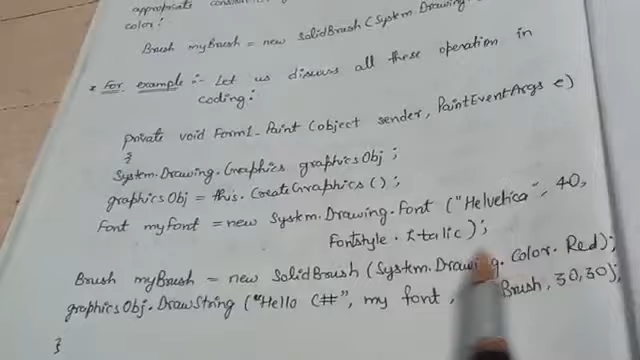 appropriate
color:
Brush myBrush = new SolidBrush (System.Drawing.
* For example :- Let us discuss all these operation in
coding:
private void Form1_Paint (object sender, PaintEventArgs e)
{
System.Drawing.Graphics graphicsObj ;
graphicsObj = this.CreateGraphics () ;
Font myfont = new System.Drawing.Font ("Helvetica", 40,
Fontstyle.Italic) ;
Brush myBrush = new SolidBrush (System.Drawing.Color.Red);
graphicsObj.DrawString ("Hello C#", my font, Brush, 30,30);
}